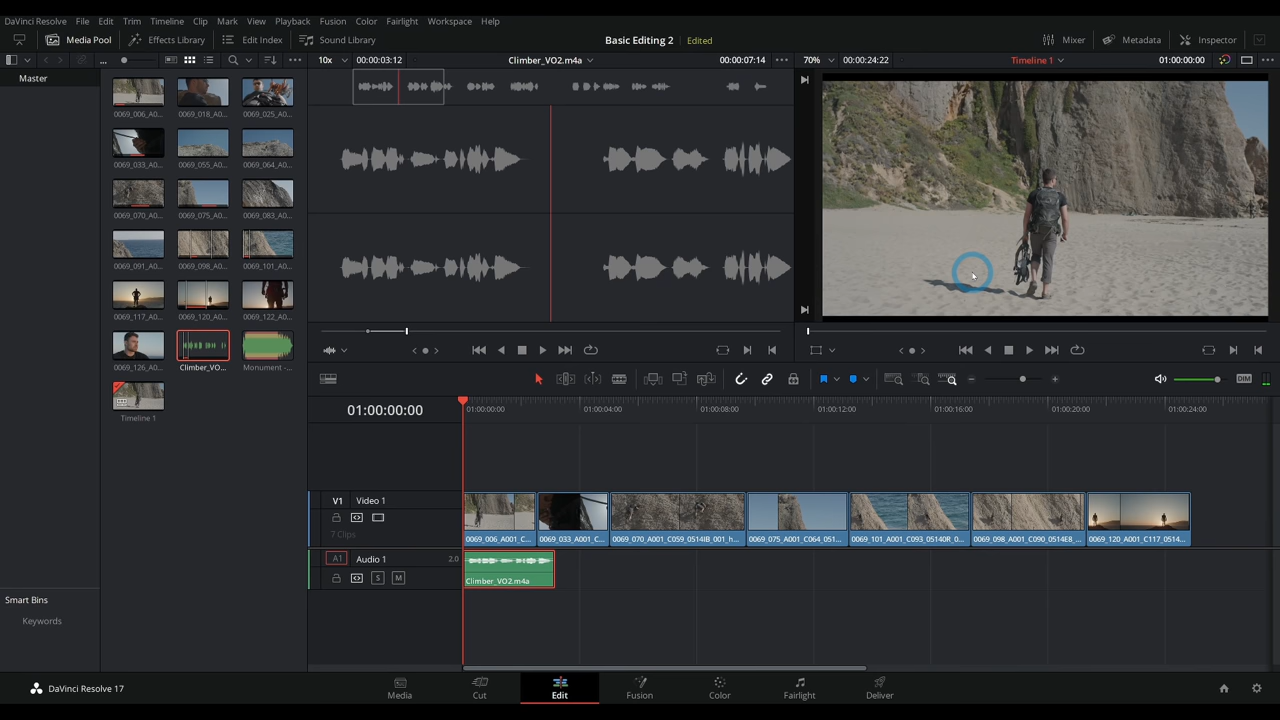 DaVinci Resolve File Edit Trim Timeline Clip Mark View Playback Fusion Color Fairlight Workspace Help
Media Pool Effects Library Edit Index Sound Library Basic Editing 2 Edited Mixer Metadata Inspector
... 10x 00:00:03:12 Climber_VO2.m4a 00:00:07:14 ... 70% 00:00:24:22 Timeline 1 01:00:00:00 ...
Master
0069_006_A0... 0069_018_A0... 0069_025_A0...
0069_033_A0... 0069_055_A0... 0069_064_A0...
0069_070_A0... 0069_075_A0... 0069_083_A0...
0069_091_A0... 0069_098_A0... 0069_101_A0...
0069_117_A0... 0069_120_A0... 0069_122_A0...
0069_126_A0... Climber_VO... Monument -...
Timeline 1
DIM
01:00:00:00 01:00:00:00 01:00:04:00 01:00:08:00 01:00:12:00 01:00:16:00 01:00:20:00 01:00:24:00
V1 Video 1
7 Clips
0069_006_A001_C... 0069_033_A001_C... 0069_070_A001_C059_0514IB_001_h... 0069_075_A001_C064_051... 0069_101_A001_C093_05140R_0... 0069_098_A001_C090_0514E8_... 0069_120_A001_C117_0514...
A1 Audio 1 2.0
S M
Climber_VO2.m4a
Smart Bins
Keywords
DaVinci Resolve 17 Media Cut Edit Fusion Color Fairlight Deliver